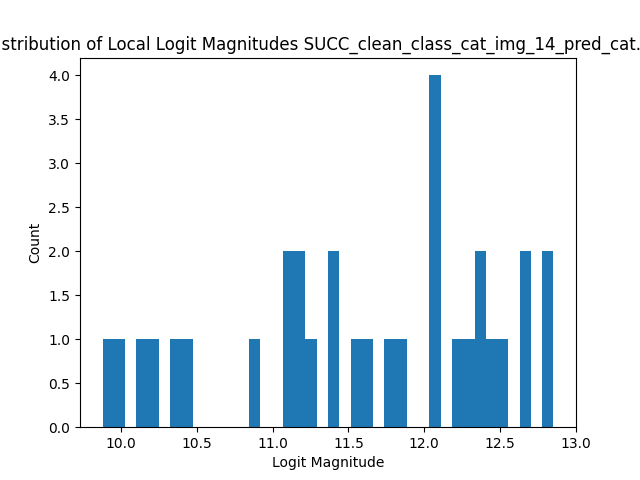 stribution of Local Logit Magnitudes SUCC_clean_class_cat_img_14_pred_cat.
4.0
3.5
3.0
2.5
2.0
1.5
1.0
0.5
0.0
Count
10.0 10.5 11.0 11.5 12.0 12.5 13.0
Logit Magnitude